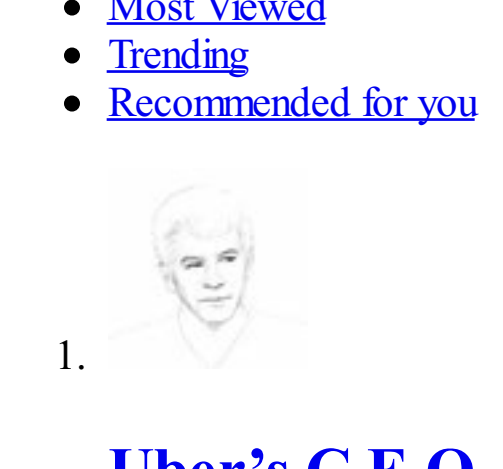 Most Viewed
Trending
Recommended for you
1.
Uber's C.E.O